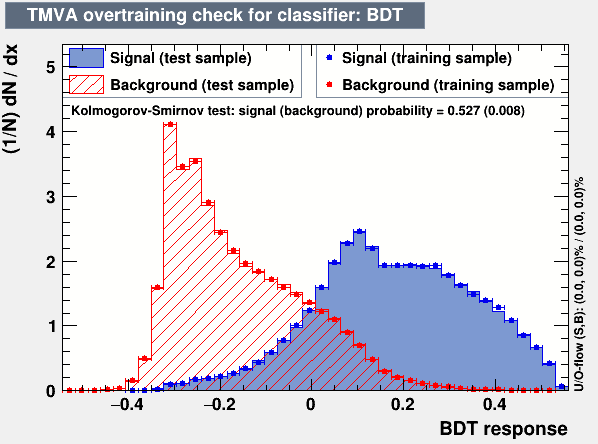 TMVA overtraining check for classifier: BDT
(1/N) dN / dx
Signal (test sample)
Background (test sample)
Signal (training sample)
Background (training sample)
Kolmogorov-Smirnov test: signal (background) probability = 0.527 (0.008)
5
4
3
2
1
0
−0.4
−0.2
0
0.2
0.4
BDT response
U/O-flow (S,B): (0.0, 0.0)% / (0.0, 0.0)%